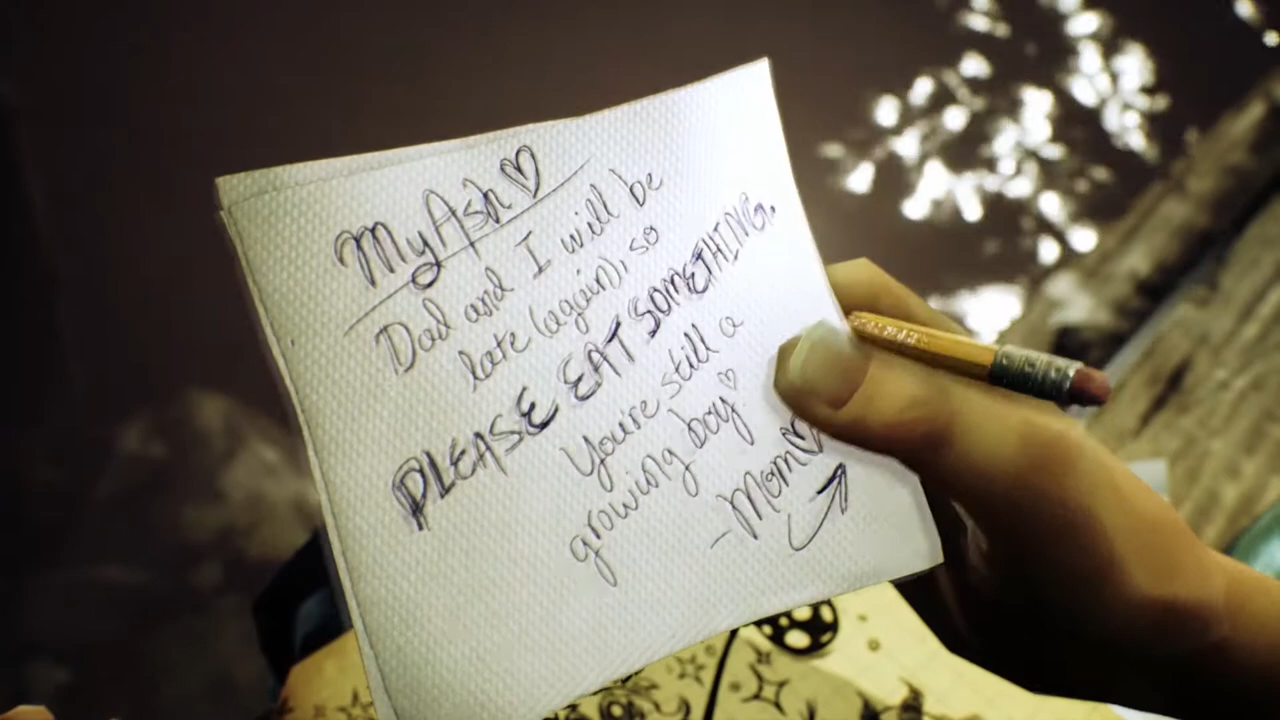 My Ash ♡
Dad and I will be
late (again), so
PLEASE EAT SOMETHING.
You're still a
growing boy ♡
-Mom ♡